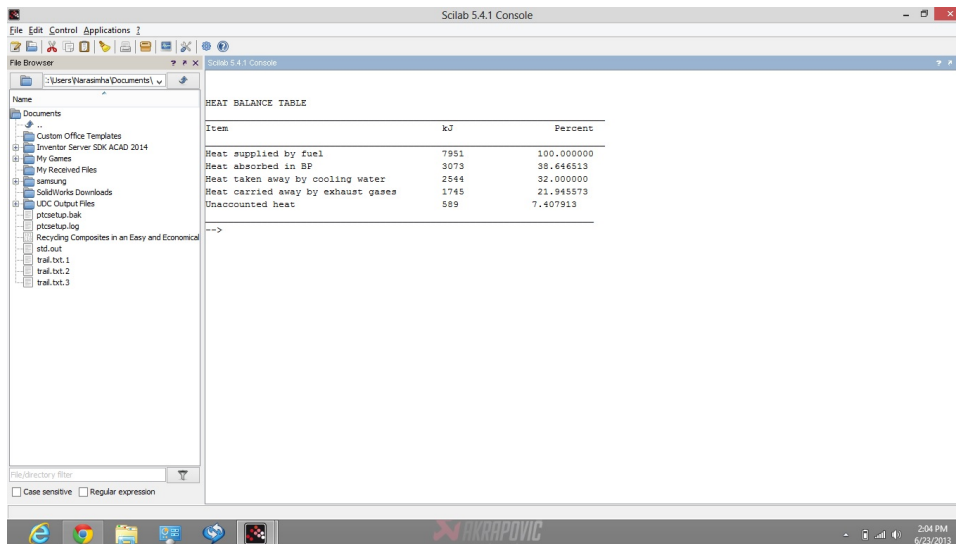 Scilab 5.4.1 Console
File Edit Control Applications ?
File Browser
Scilab 5.4.1 Console
:\Users\Narasimha\Documents\
Name
Documents
..
Custom Office Templates
Inventor Server SDK ACAD 2014
My Games
My Received Files
samsung
SolidWorks Downloads
UDC Output Files
ptcsetup.bak
ptcsetup.log
Recyding Composites in an Easy and Economical
std.out
trail.txt.1
trail.txt.2
trail.txt.3
HEAT BALANCE TABLE
Item kJ Percent
Heat supplied by fuel 7951 100.000000
Heat absorbed in BP 3073 38.646513
Heat taken away by cooling water 2544 32.000000
Heat carried away by exhaust gases 1745 21.945573
Unaccounted heat 589 7.407913
-->
File/directory filter
Case sensitive Regular expression
AKRAPOVIC
2:04 PM
6/23/2013